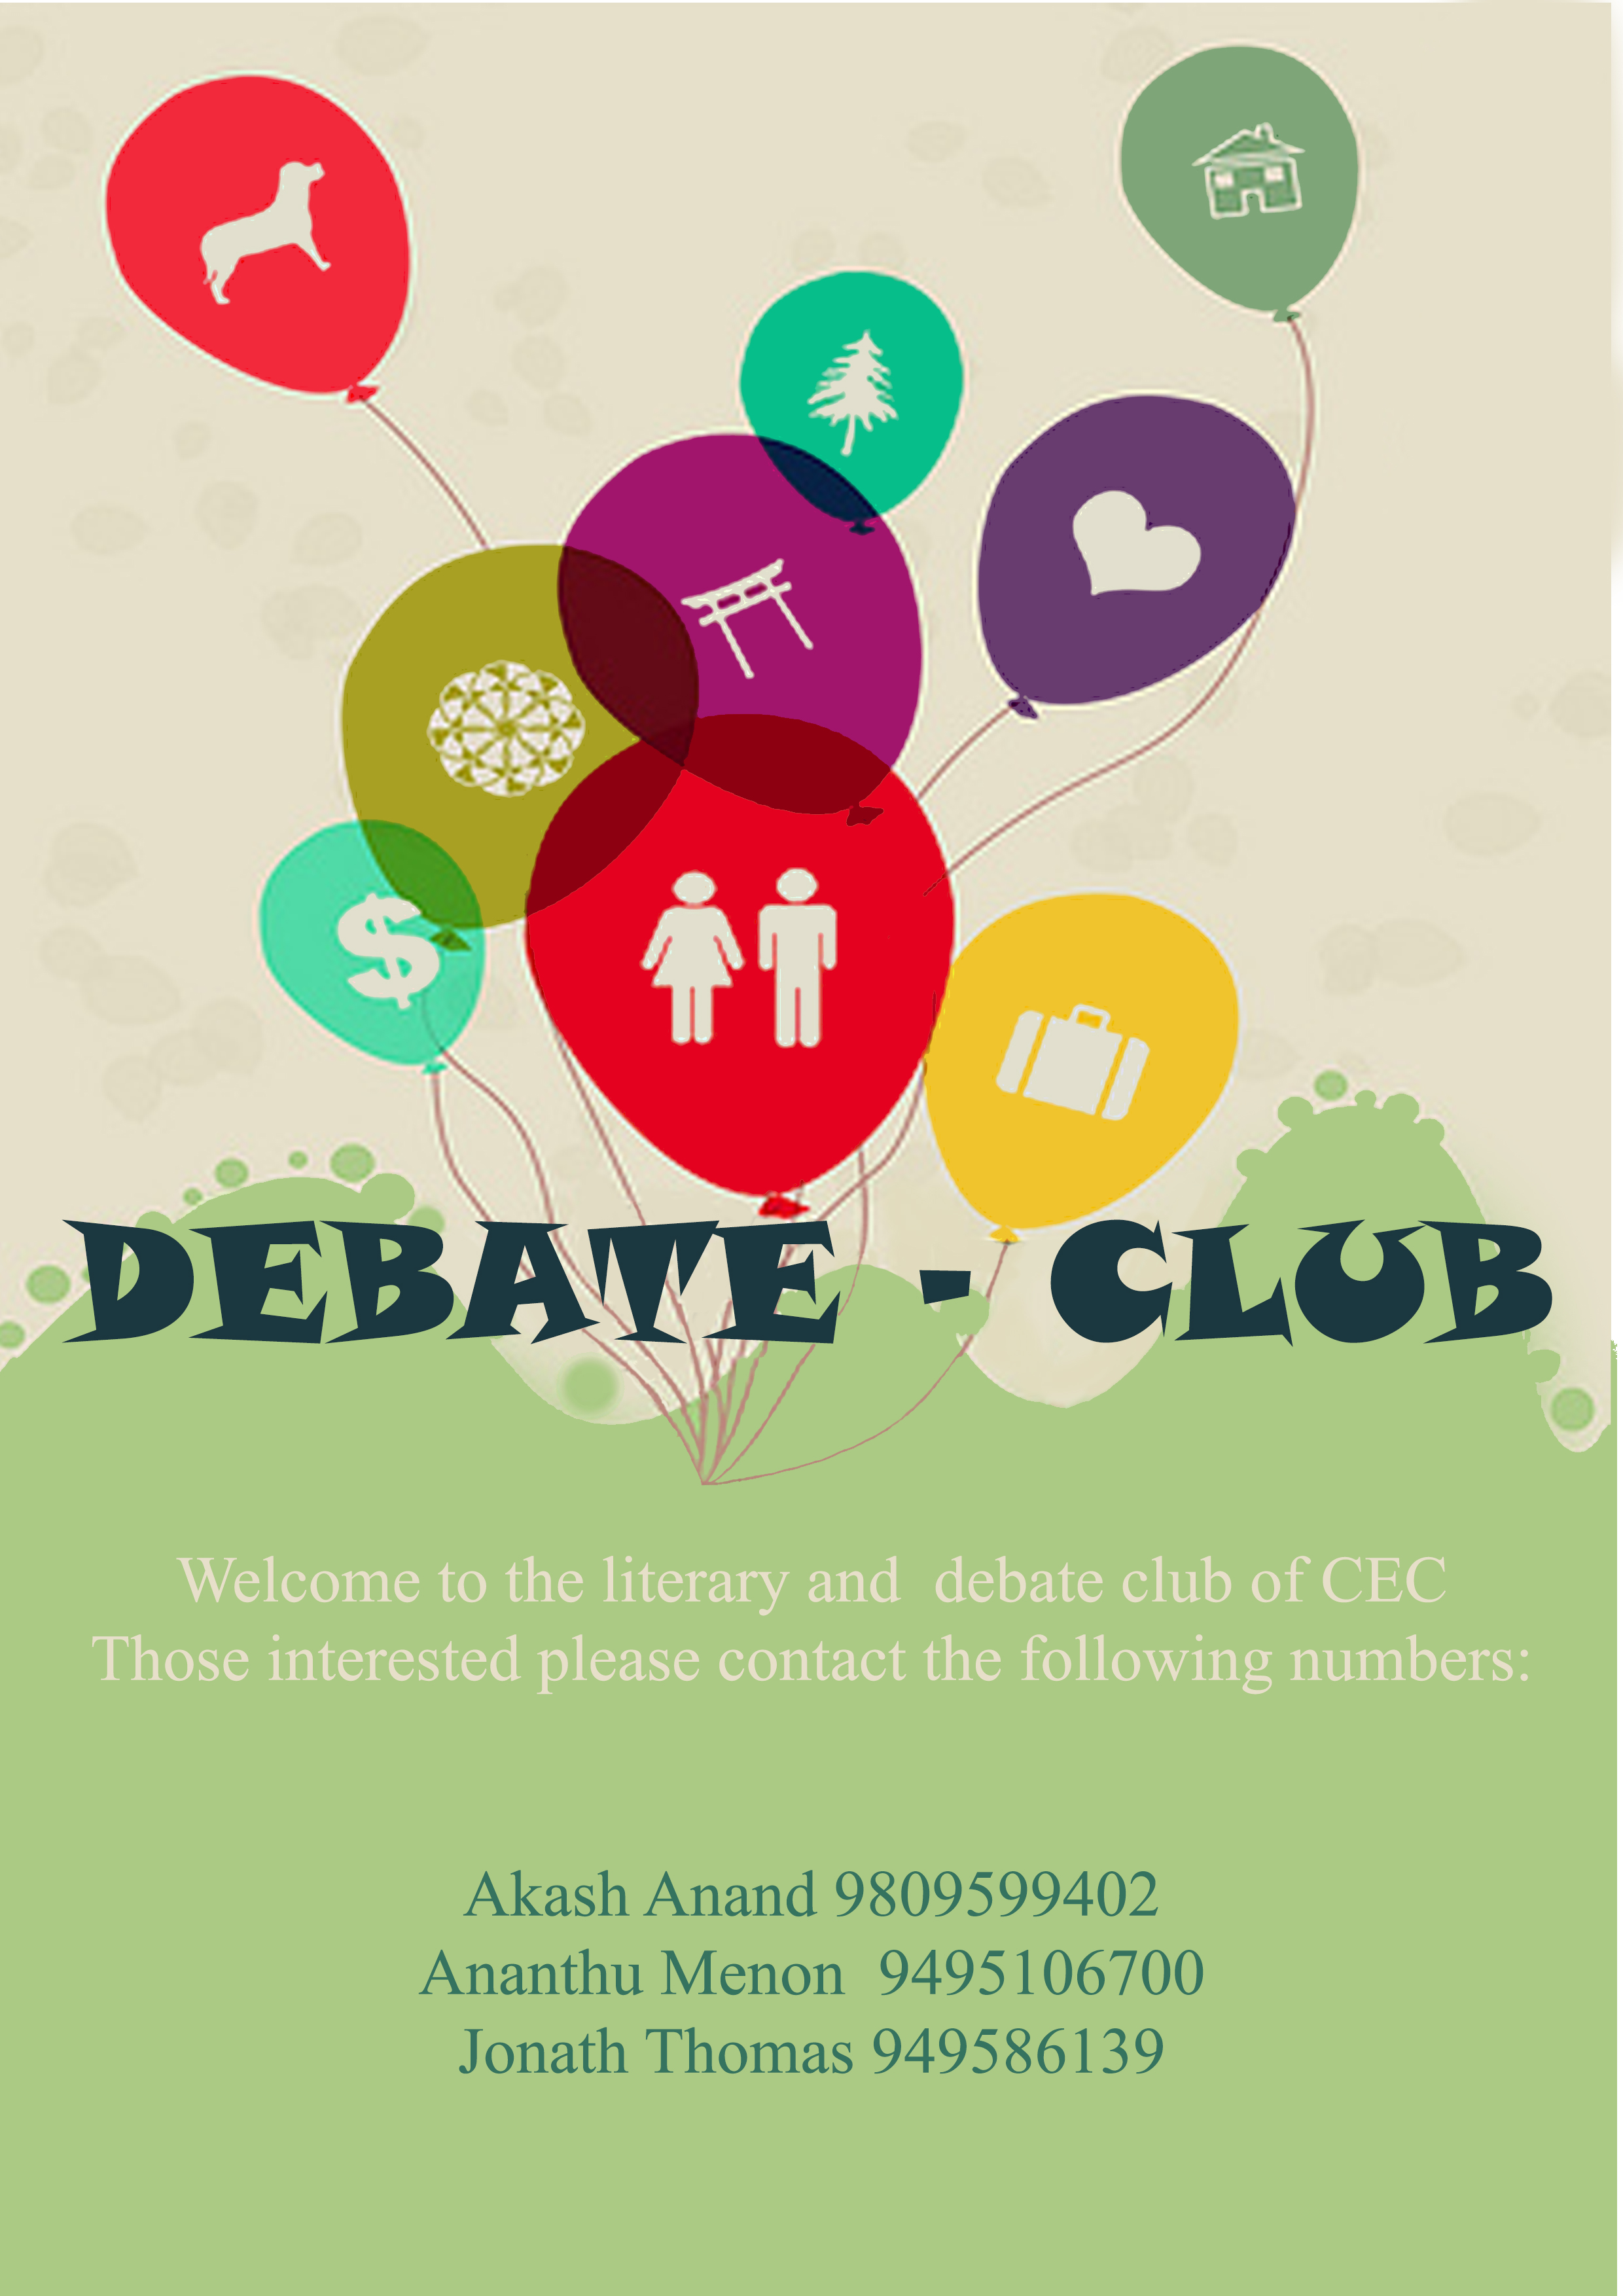 DEBATE - CLUB
Welcome to the literary and debate club of CEC
Those interested please contact the following numbers:
Akash Anand 9809599402
Ananthu Menon 9495106700
Jonath Thomas 949586139